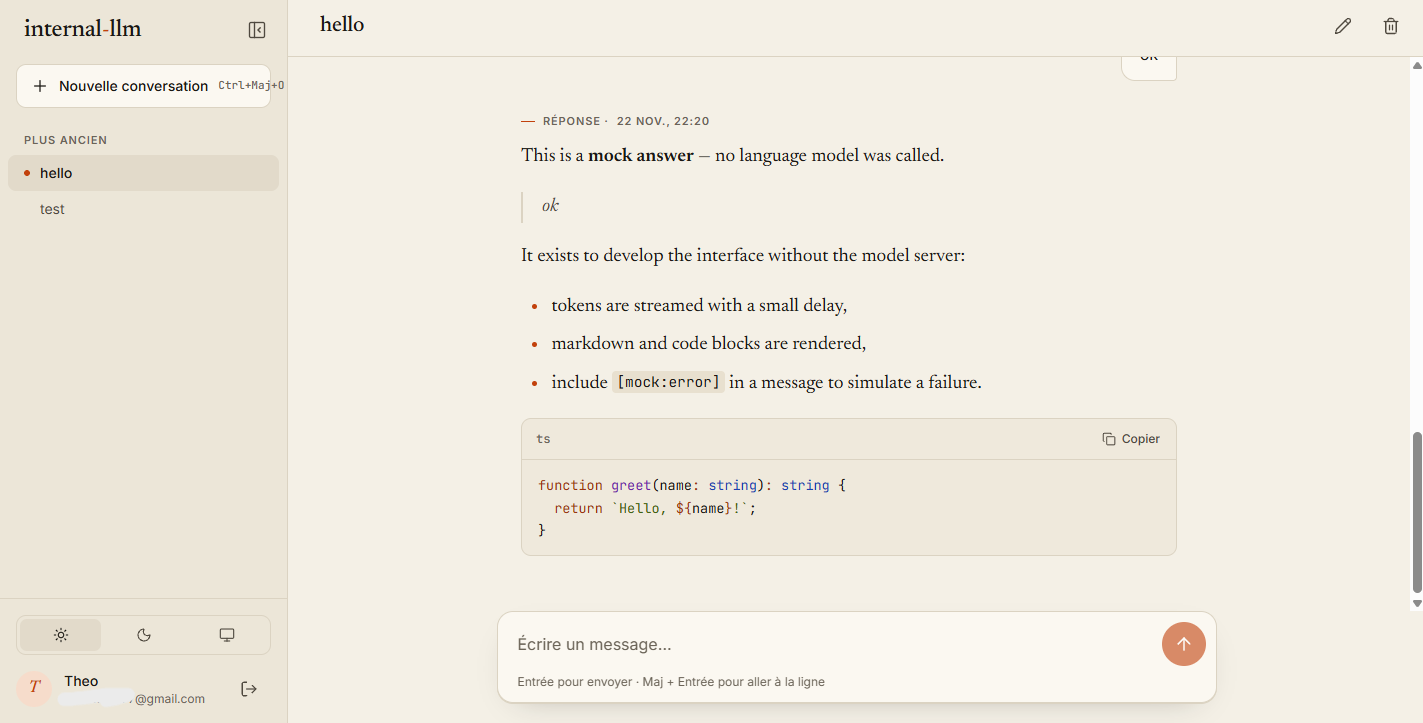 internal-llm
Nouvelle conversation Ctrl+Maj+O
PLUS ANCIEN
hello
test
T
Theo
@gmail.com
hello
ok
— RÉPONSE · 22 NOV., 22:20
This is a mock answer — no language model was called.
ok
It exists to develop the interface without the model server:
• tokens are streamed with a small delay,
• markdown and code blocks are rendered,
• include [mock:error] in a message to simulate a failure.
ts Copier
function greet(name: string): string {
  return `Hello, ${name}!`;
}
Écrire un message...
Entrée pour envoyer · Maj + Entrée pour aller à la ligne